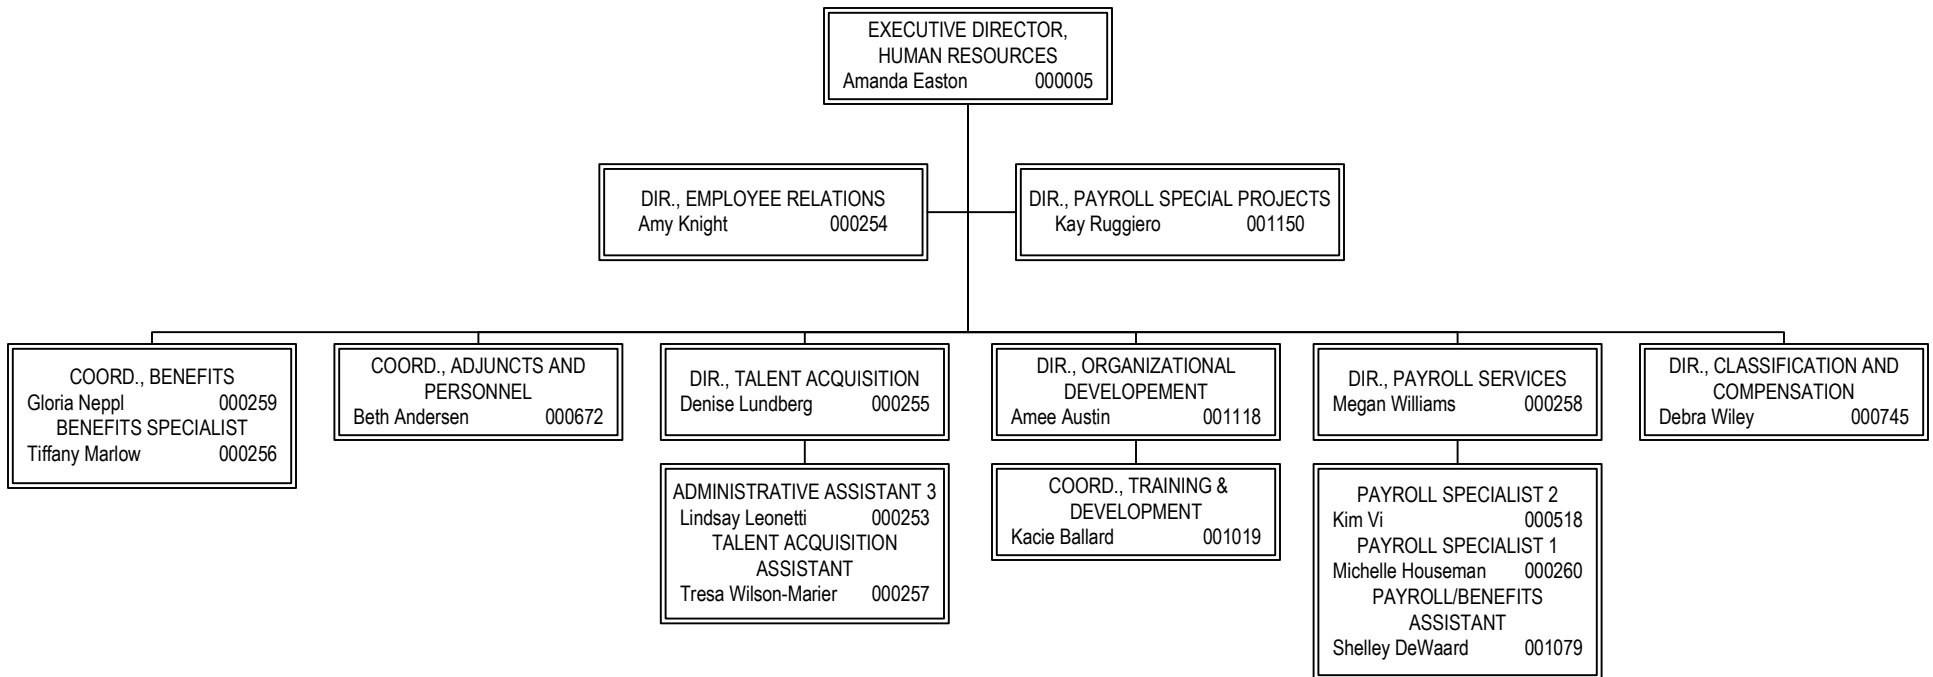 EXECUTIVE DIRECTOR,
HUMAN RESOURCES
Amanda Easton 000005
DIR., EMPLOYEE RELATIONS
Amy Knight 000254
DIR., PAYROLL SPECIAL PROJECTS
Kay Ruggiero 001150
COORD., BENEFITS
Gloria Neppl 000259
BENEFITS SPECIALIST
Tiffany Marlow 000256
COORD., ADJUNCTS AND
PERSONNEL
Beth Andersen 000672
DIR., TALENT ACQUISITION
Denise Lundberg 000255
ADMINISTRATIVE ASSISTANT 3
Lindsay Leonetti 000253
TALENT ACQUISITION
ASSISTANT
Tresa Wilson-Marier 000257
DIR., ORGANIZATIONAL
DEVELOPEMENT
Amee Austin 001118
COORD., TRAINING &
DEVELOPMENT
Kacie Ballard 001019
DIR., PAYROLL SERVICES
Megan Williams 000258
PAYROLL SPECIALIST 2
Kim Vi 000518
PAYROLL SPECIALIST 1
Michelle Houseman 000260
PAYROLL/BENEFITS
ASSISTANT
Shelley DeWaard 001079
DIR., CLASSIFICATION AND
COMPENSATION
Debra Wiley 000745